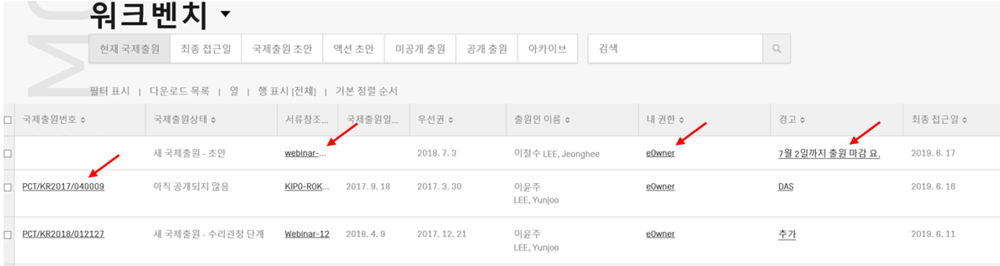 워크벤치
현재 국제출원 최종 접근일 국제출원 초안 액션 초안 미공개 출원 공개 출원 아카이브 검색
필터 표시 | 다운로드 목록 | 열 | 행 표시 [전체] | 기본 정렬 순서
국제출원번호 국제출원상태 서류참조... 국제출원일... 우선권 출원인 이름 내 권한 경고 최종 접근일
새 국제출원 - 초안 webinar-... 2018. 7. 3 이철수 LEE, Jeonghee eOwner 7월 2일까지 출원 마감 요. 2019. 6. 17
PCT/KR2017/040009 아직 공개되지 않음 KIPO-ROK... 2017. 9. 18 2017. 3. 30 이윤주 eOwner DAS 2019. 6. 16
LEE, Yunjoo
PCT/KR2018/012127 새 국제출원 - 수리관청 단계 Webinar-12 2018. 4. 9 2017. 12. 21 이윤주 eOwner 추가 2019. 6. 11
LEE, Yunjoo